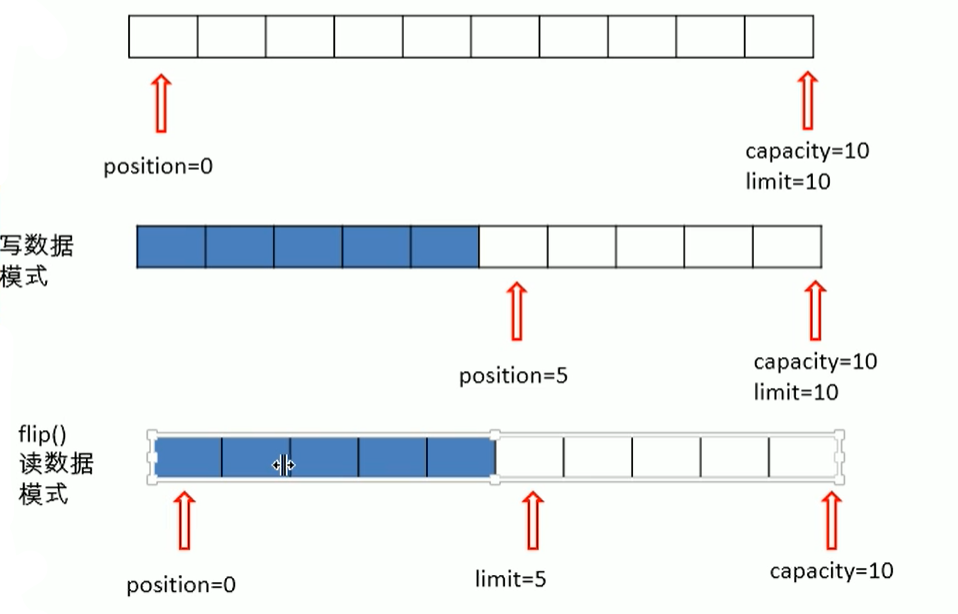 position=0
capacity=10
limit=10
写数据
模式
position=5
capacity=10
limit=10
flip()
读数据
模式
position=0
limit=5
capacity=10